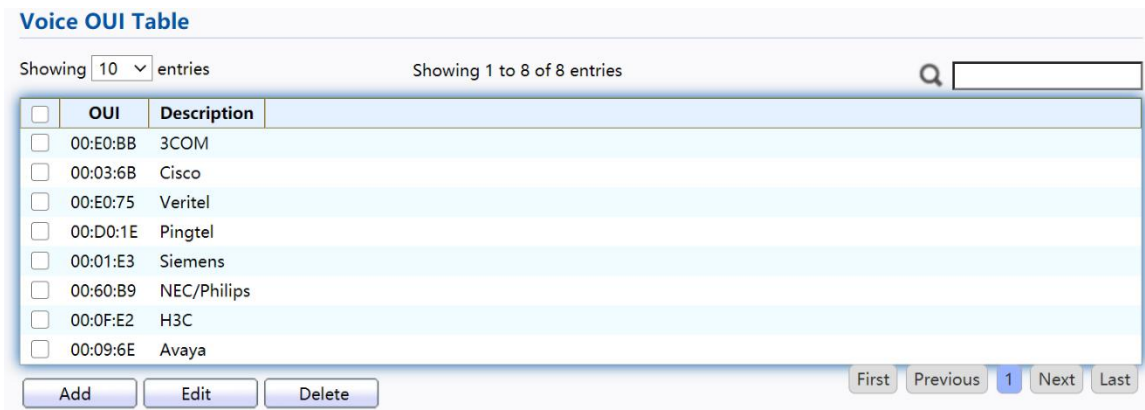 Voice OUI Table
Showing 10 entries Showing 1 to 8 of 8 entries
OUI Description
00:E0:BB 3COM
00:03:6B Cisco
00:E0:75 Veritel
00:D0:1E Pingtel
00:01:E3 Siemens
00:60:B9 NEC/Philips
00:0F:E2 H3C
00:09:6E Avaya
Add Edit Delete First Previous 1 Next Last